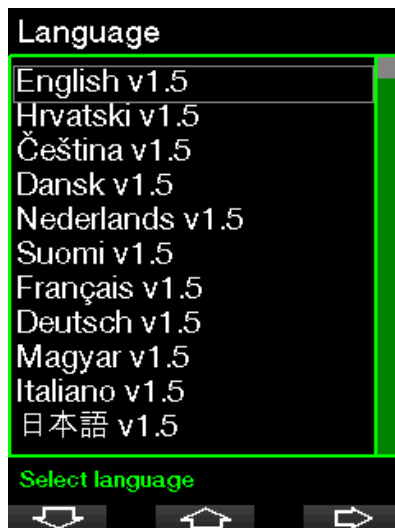 Language
English v1.5
Hrvatski v1.5
Čeština v1.5
Dansk v1.5
Nederlands v1.5
Suomi v1.5
Français v1.5
Deutsch v1.5
Magyar v1.5
Italiano v1.5
日本語 v1.5
Select language